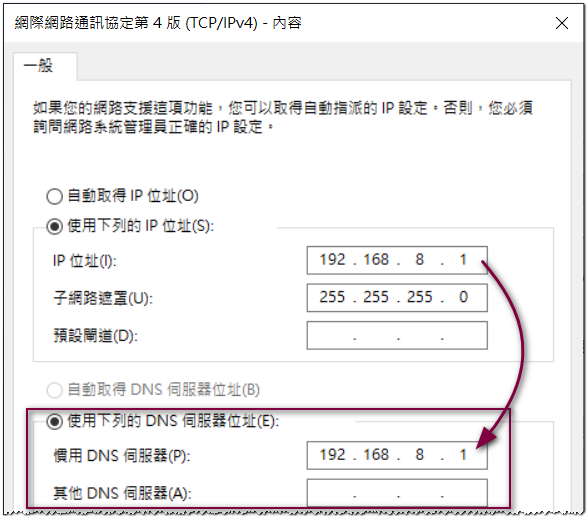 網際網路通訊協定第 4 版 (TCP/IPv4) - 內容
一般
如果您的網路支援這項功能，您可以取得自動指派的 IP 設定。否則，您必須
詢問網路系統管理員正確的 IP 設定。
自動取得 IP 位址(O)
使用下列的 IP 位址(S):
IP 位址(I): 192 . 168 . 8 . 1
子網路遮罩(U): 255 . 255 . 255 . 0
預設閘道(D): . . .
自動取得 DNS 伺服器位址(B)
使用下列的 DNS 伺服器位址(E):
慣用 DNS 伺服器(P): 192 . 168 . 8 . 1
其他 DNS 伺服器(A): . . .